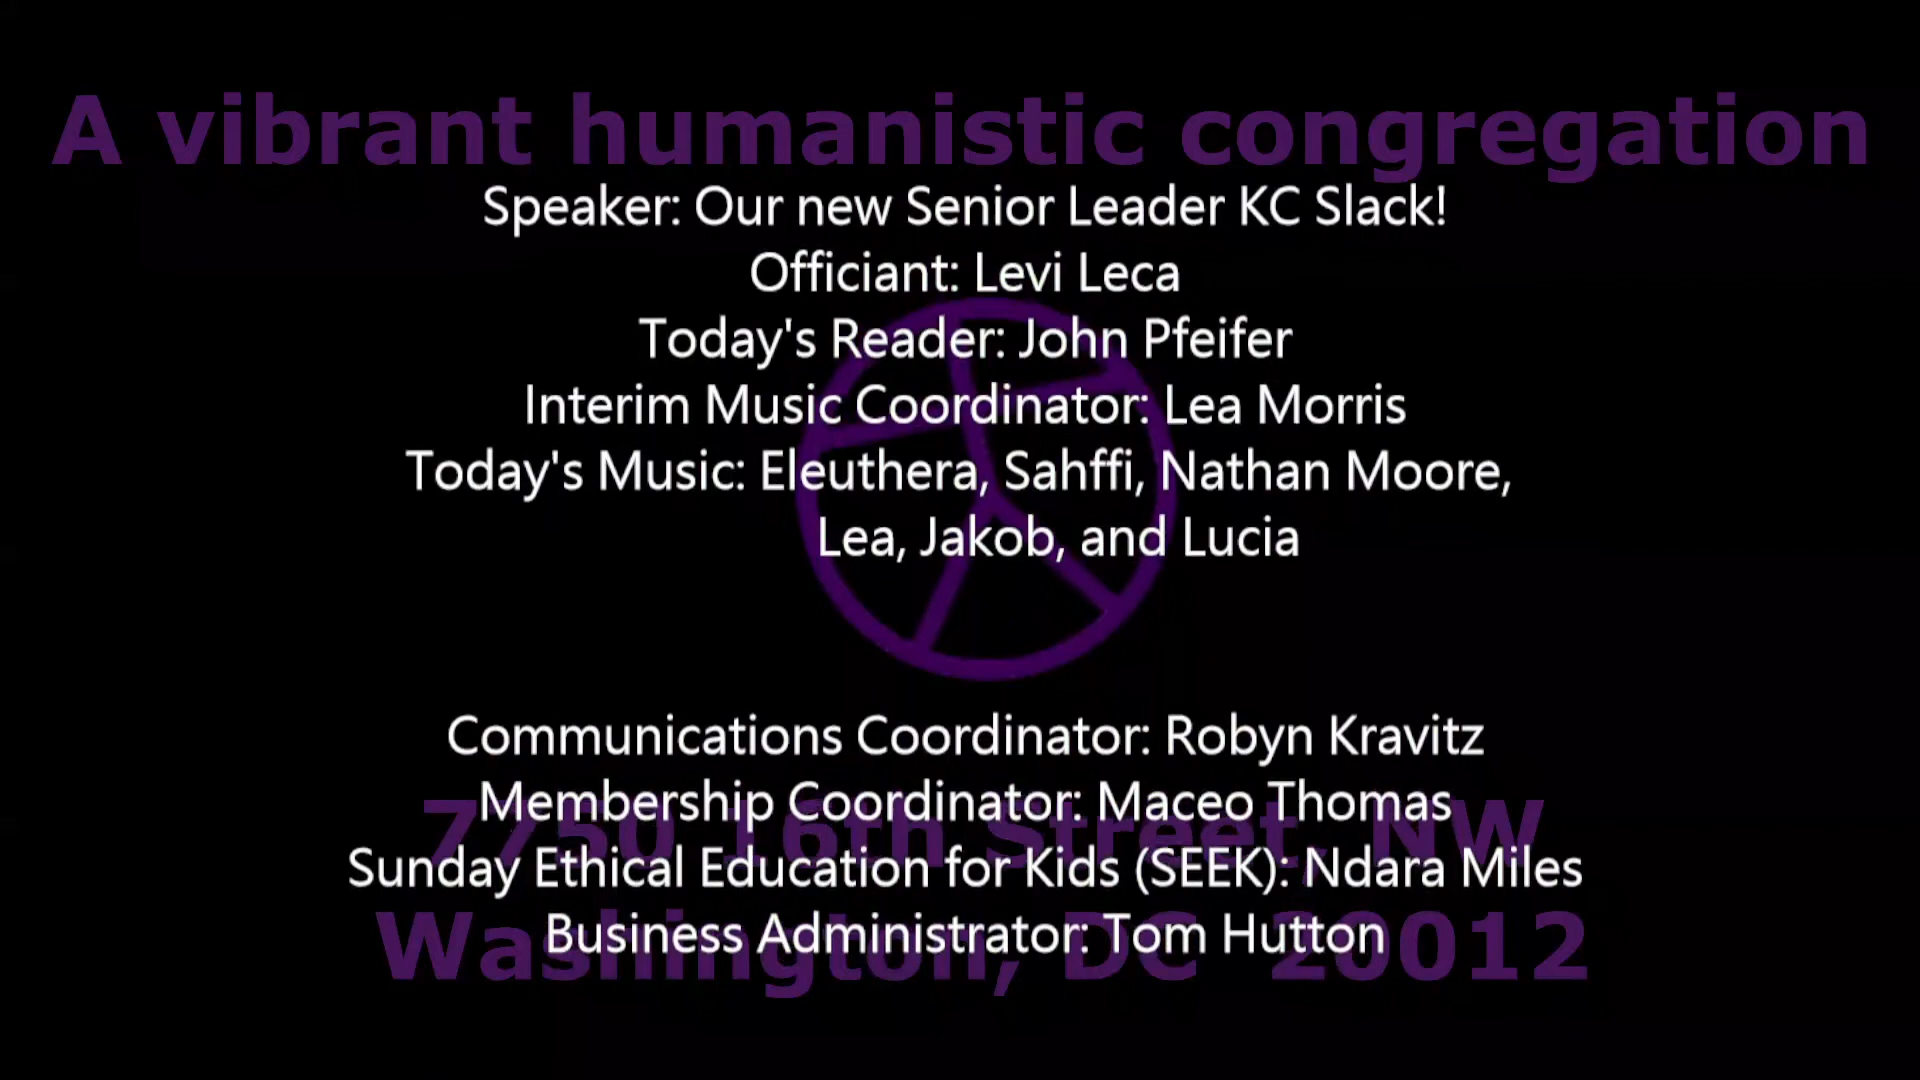 A vibrant humanistic congregation
Speaker: Our new Senior Leader KC Slack!
Officiant: Levi Leca
Today's Reader: John Pfeifer
Interim Music Coordinator: Lea Morris
Today's Music: Eleuthera, Sahffi, Nathan Moore,
Lea, Jakob, and Lucia
Communications Coordinator: Robyn Kravitz
Membership Coordinator: Maceo Thomas
7750 16th Street, NW
Sunday Ethical Education for Kids (SEEK): Ndara Miles
Business Administrator: Tom Hutton
Washington, DC 20012